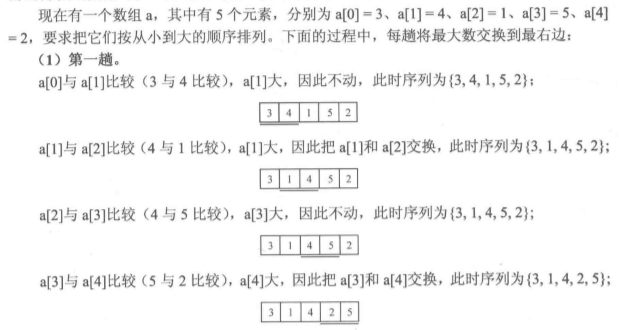 现在有一个数组 a，其中有 5 个元素，分别为 a[0] = 3、a[1] = 4、a[2] = 1、a[3] = 5、a[4]
= 2，要求把它们按从小到大的顺序排列。下面的过程中，每趟将最大数交换到最右边：
（1）第一趟。
a[0]与 a[1]比较（3 与 4 比较），a[1]大，因此不动，此时序列为{3, 4, 1, 5, 2}；
3 4 1 5 2
a[1]与 a[2]比较（4 与 1 比较），a[1]大，因此把 a[1]和 a[2]交换，此时序列为{3, 1, 4, 5, 2}；
3 1 4 5 2
a[2]与 a[3]比较（4 与 5 比较），a[3]大，因此不动，此时序列为{3, 1, 4, 5, 2}；
3 1 4 5 2
a[3]与 a[4]比较（5 与 2 比较），a[4]大，因此把 a[3]和 a[4]交换，此时序列为{3, 1, 4, 2, 5}；
3 1 4 2 5